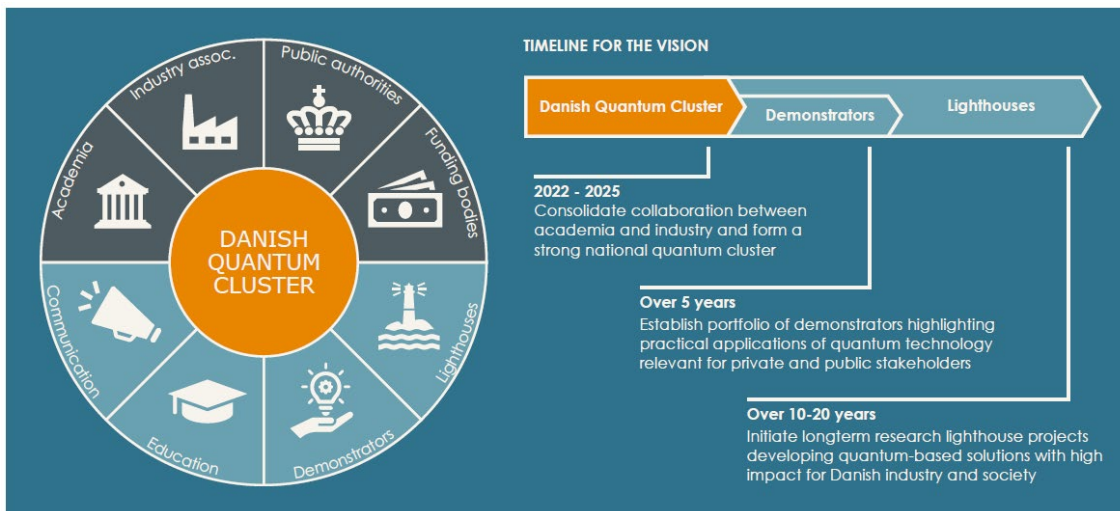 Industry assoc.
Public authorities
Academia
Funding bodies
DANISH
QUANTUM
CLUSTER
Communication
Lighthouses
Education
Demonstrators
TIMELINE FOR THE VISION
Danish Quantum Cluster
Demonstrators
Lighthouses
2022 - 2025
Consolidate collaboration between
academia and industry and form a
strong national quantum cluster
Over 5 years
Establish portfolio of demonstrators highlighting
practical applications of quantum technology
relevant for private and public stakeholders
Over 10-20 years
Initiate longterm research lighthouse projects
developing quantum-based solutions with high
impact for Danish industry and society